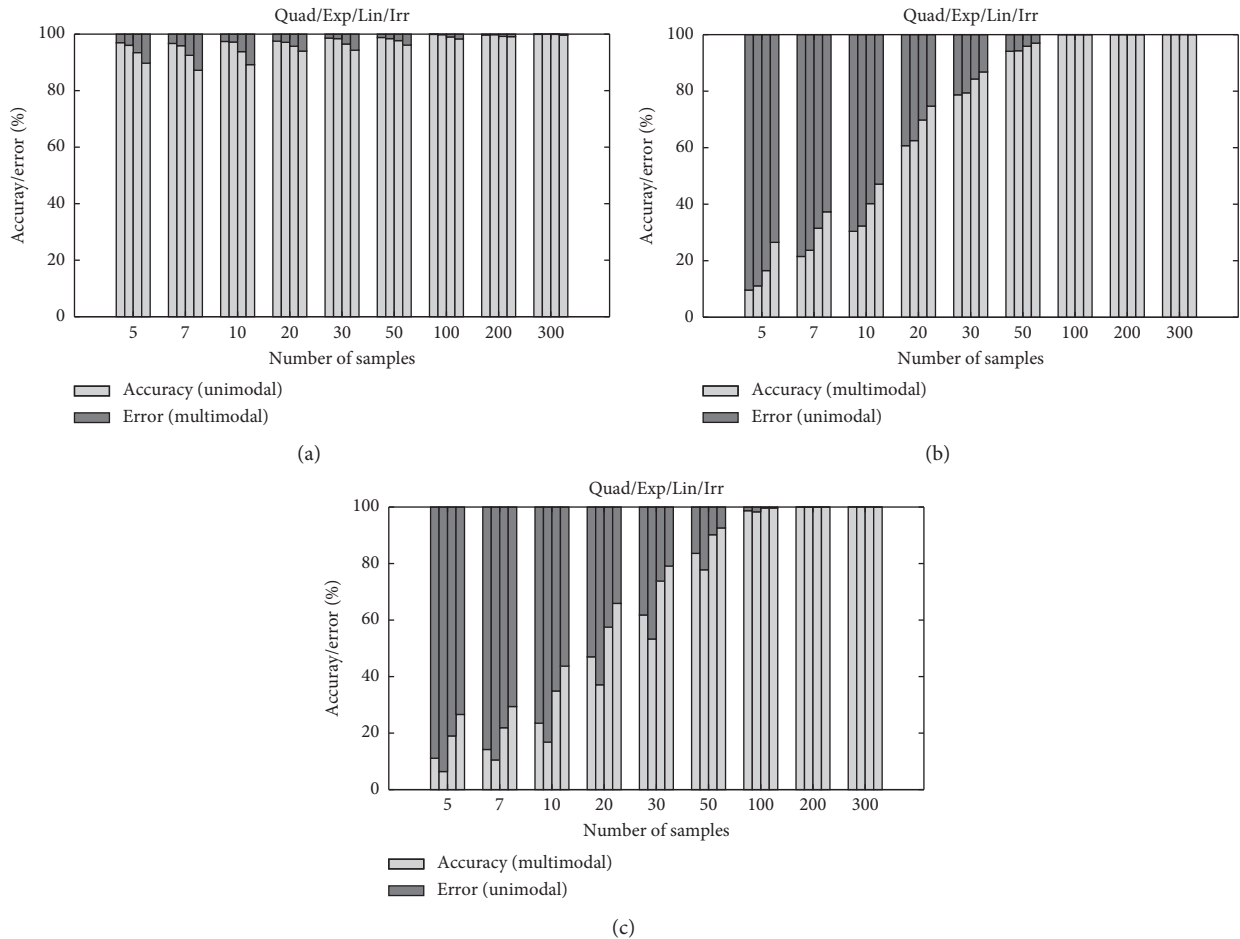 Quad/Exp/Lin/Irr
100
80
60
40
20
0
Accuray/error (%)
5 7 10 20 30 50 100 200 300
Number of samples
Accuracy (unimodal)
Error (multimodal)
(a)
Quad/Exp/Lin/Irr
100
80
60
40
20
0
Accuray/error (%)
5 7 10 20 30 50 100 200 300
Number of samples
Accuracy (multimodal)
Error (unimodal)
(b)
Quad/Exp/Lin/Irr
100
80
60
40
20
0
Accuray/error (%)
5 7 10 20 30 50 100 200 300
Number of samples
Accuracy (multimodal)
Error (unimodal)
(c)